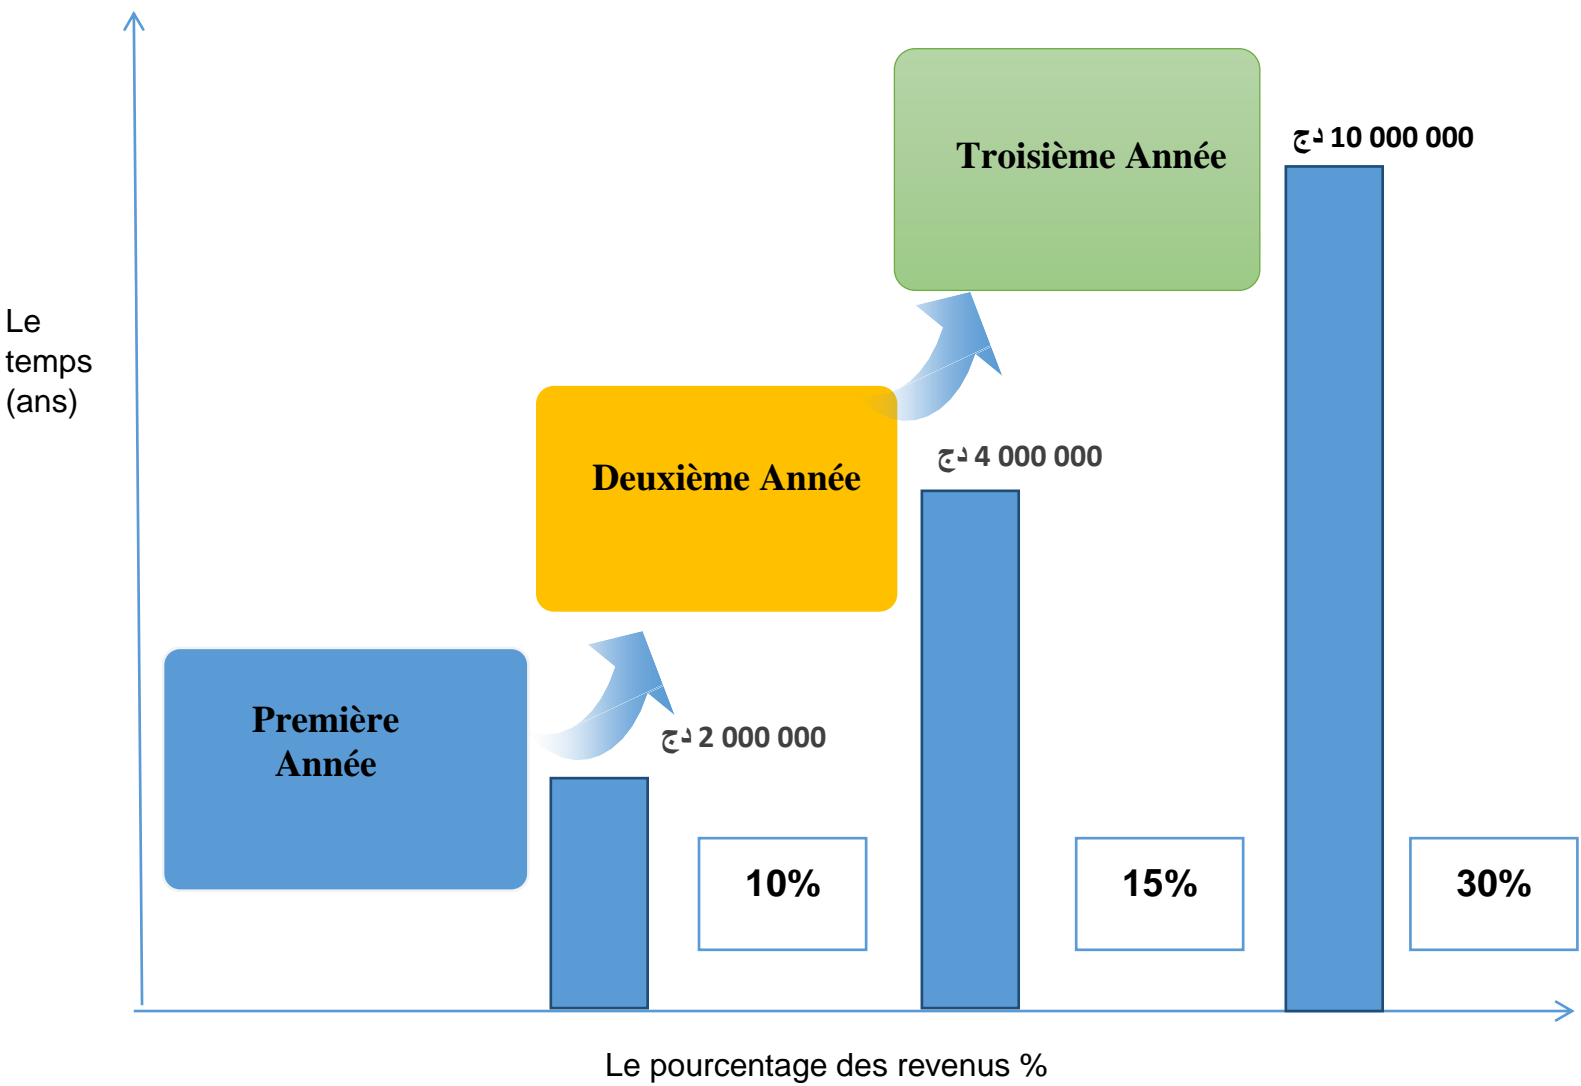 Troisième Année
10 000 000 دج
Le
temps
(ans)
Deuxième Année
4 000 000 دج
Première
Année
2 000 000 دج
10%
15%
30%
Le pourcentage des revenus %